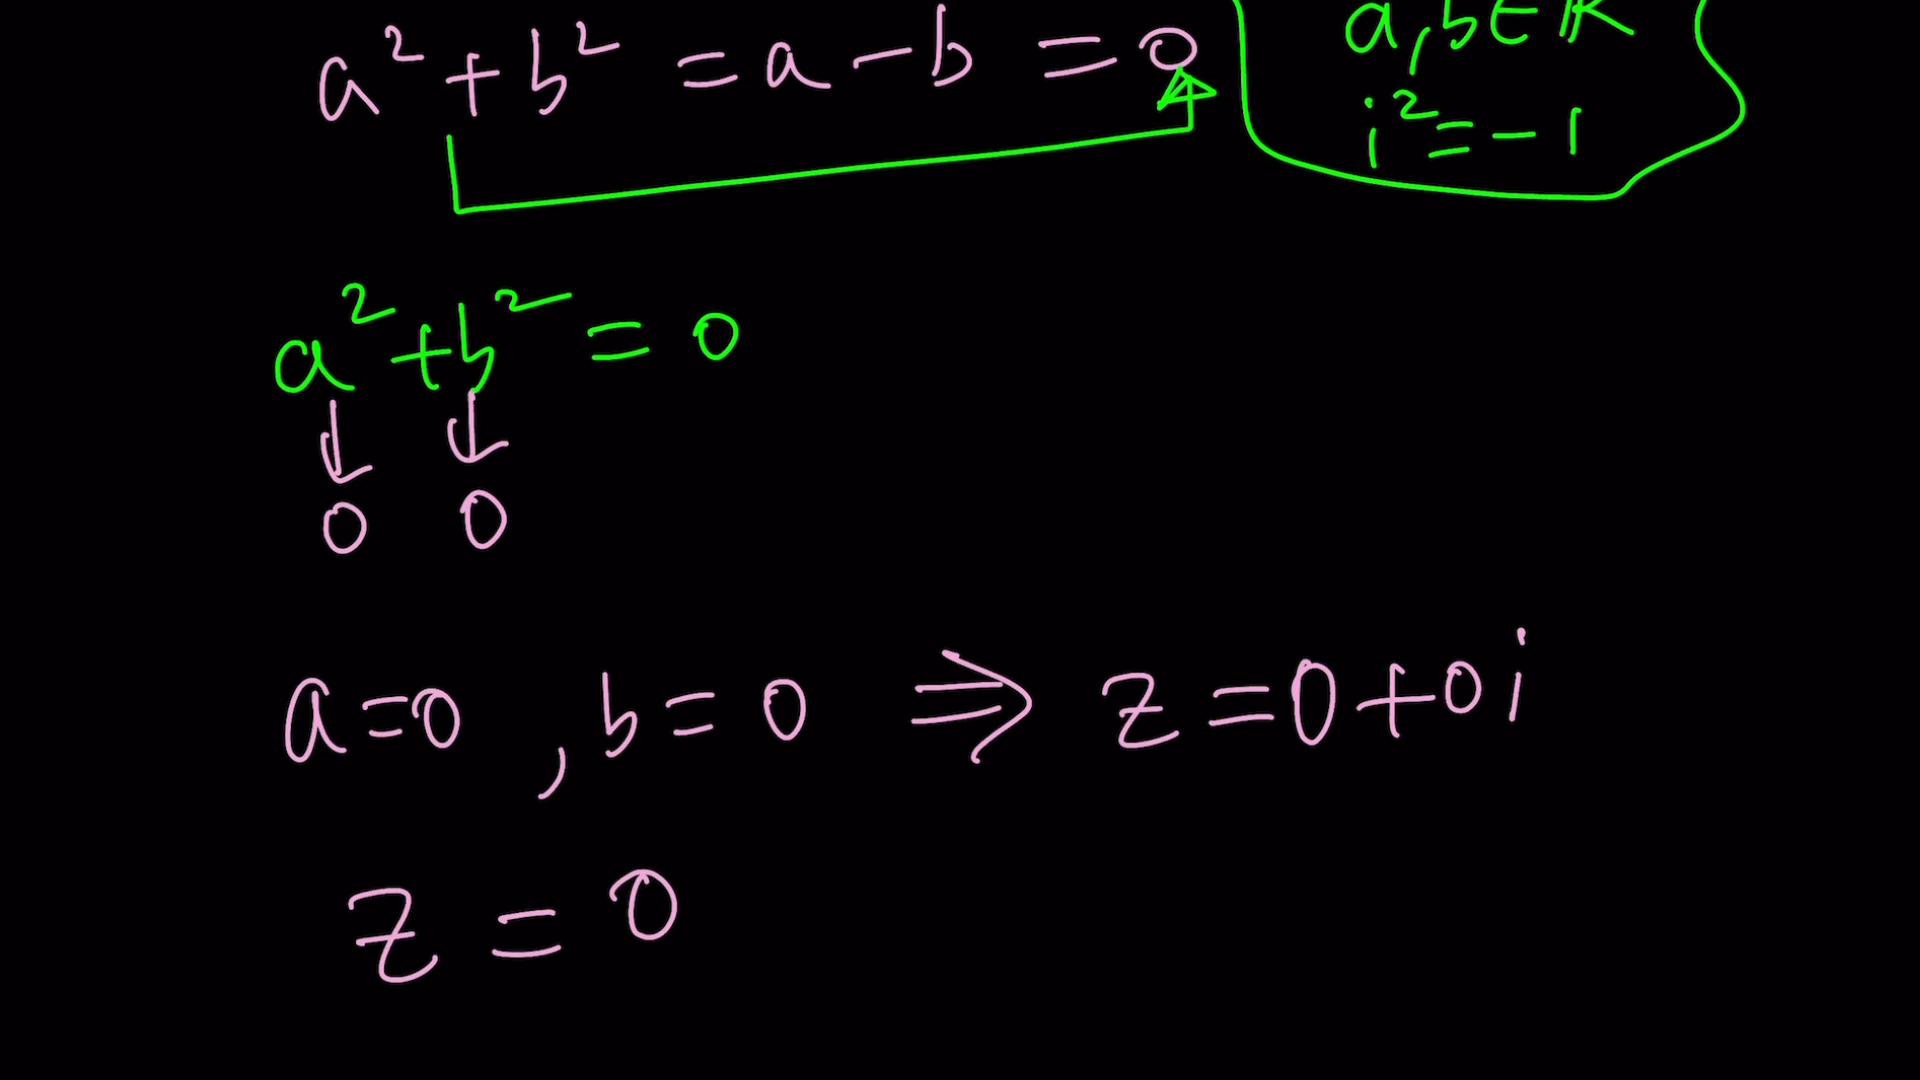 a² + b² = a - b = 0
a, b ∈ ℝ
i² = -1
a² + b² = 0
↓ ↓
0 0
a = 0 , b = 0 ⇒ z = 0 + 0i
z = 0